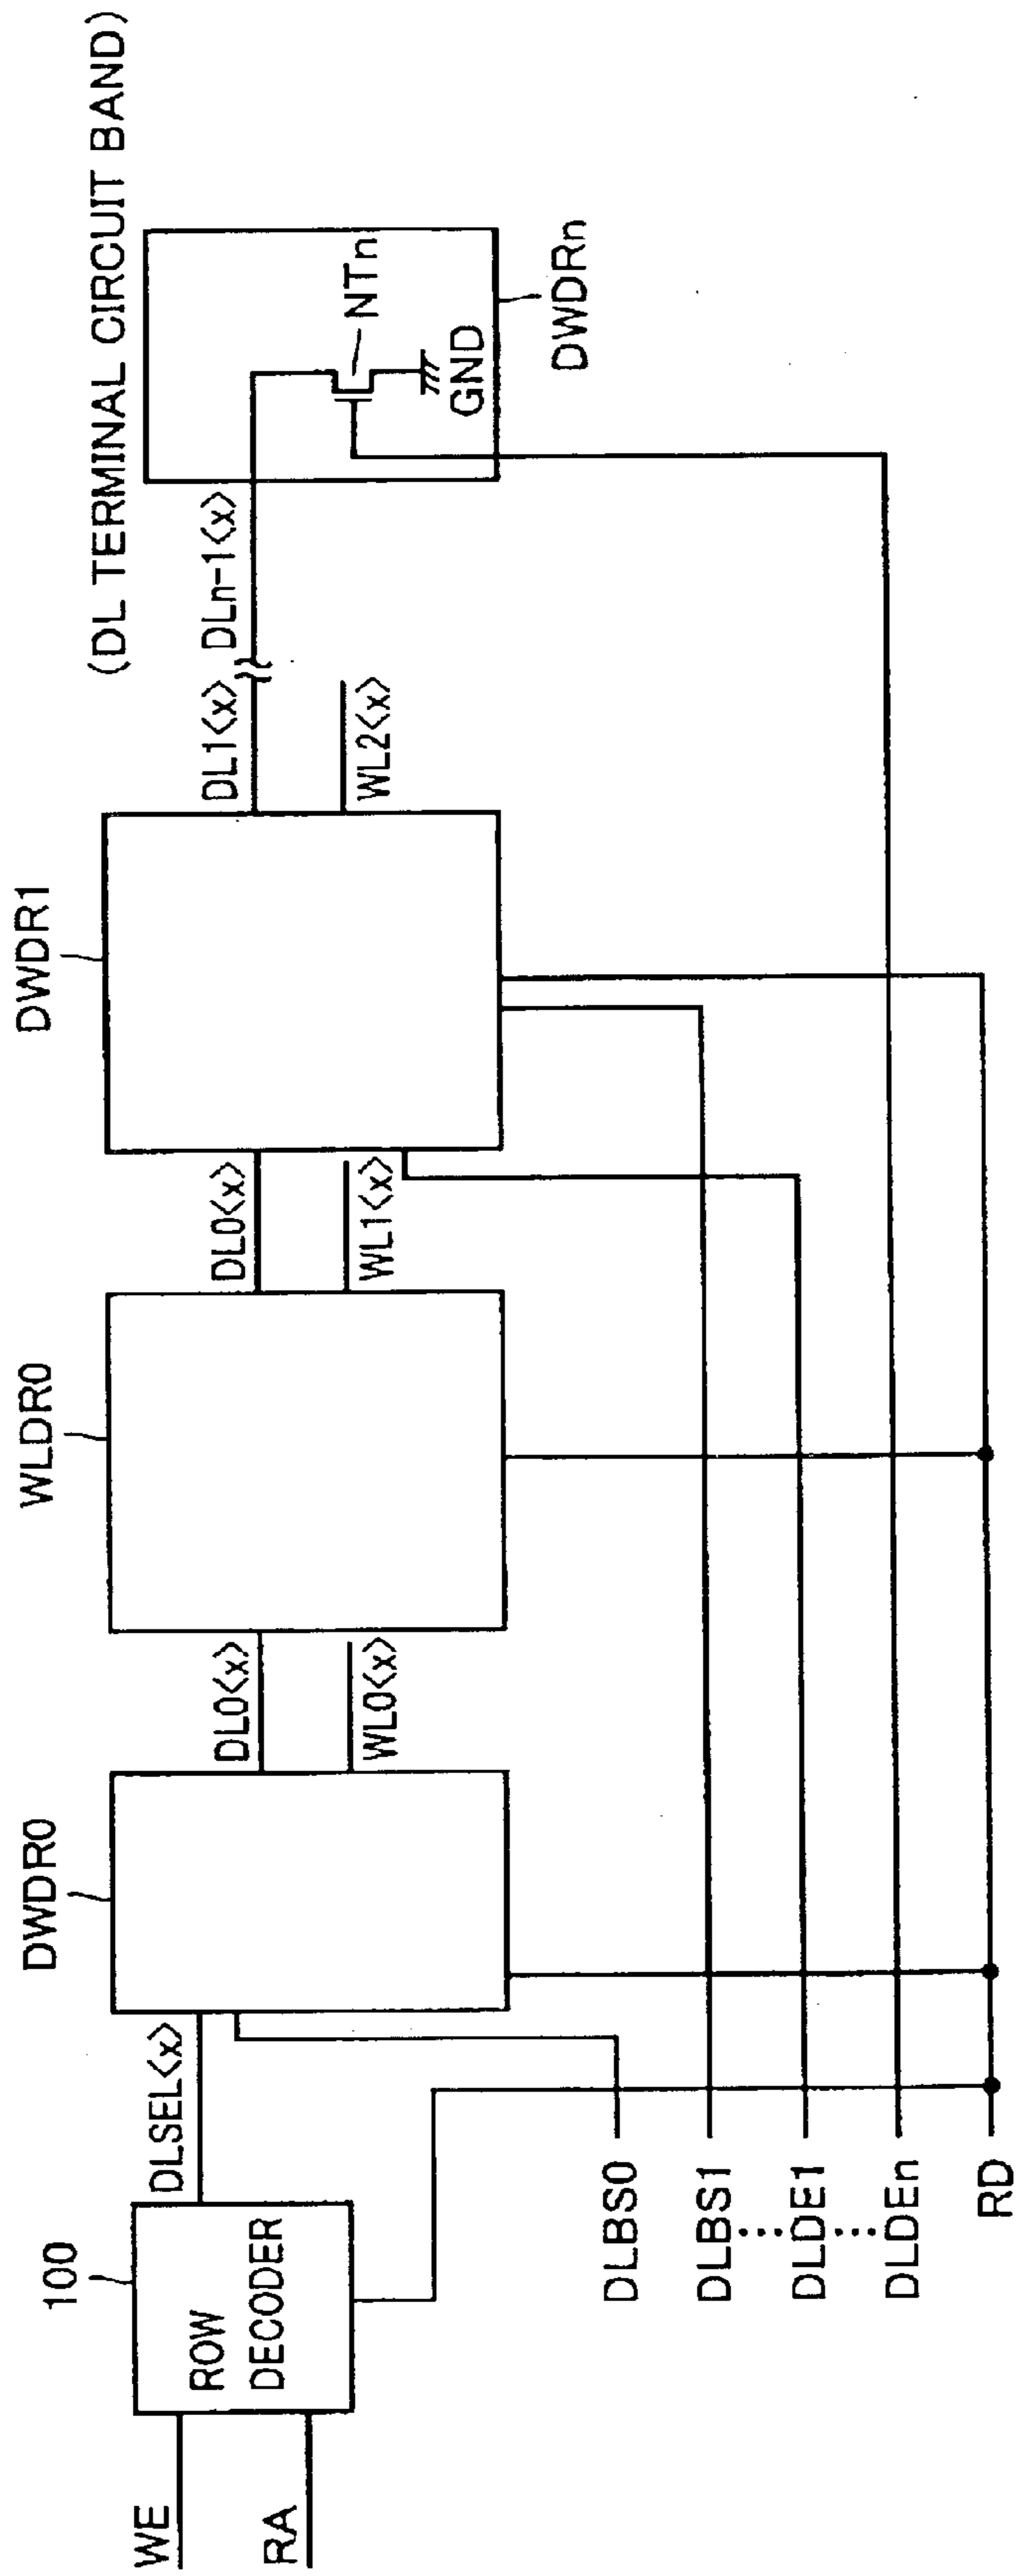 (DL TERMINAL CIRCUIT BAND)
DWDR0
WLDR0
DWDR1
100
DLSEL<x>
DL0<x>
DL0<x>
DL1<x>
DLn-1<x>
WE
RA
ROW
DECODER
WL0<x>
WL1<x>
WL2<x>
NTn
GND
DWDRn
DLBS0
DLBS1
DLDE1
DLDEn
RD